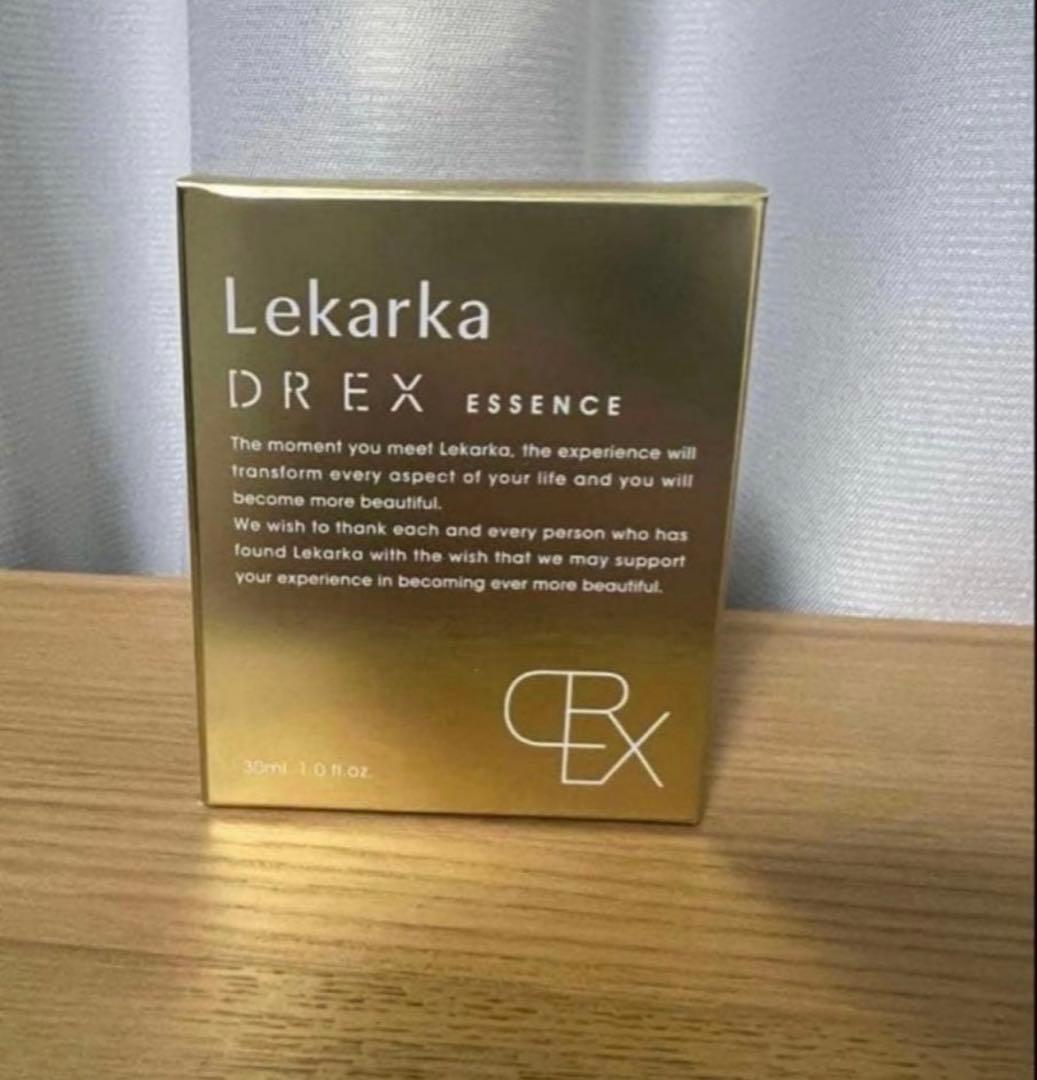 Lekarka
DREX ESSENCE
The moment you meet Lekarka, the experience will
transform every aspect of your life and you will
become more beautiful.
We wish to thank each and every person who has
found Lekarka with the wish that we may support
your experience in becoming ever more beautiful.
DREX
30ml 1.0 fl.oz.